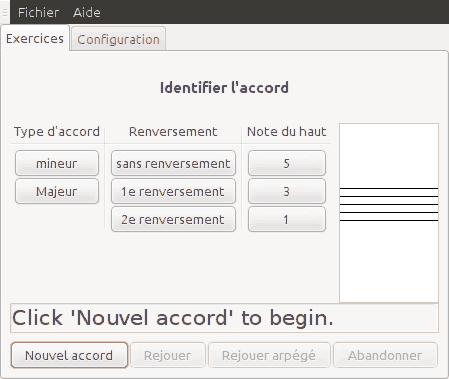 Fichier Aide
Exercices Configuration
Identifier l'accord
Type d'accord Renversement Note du haut
mineur sans renversement 5
Majeur 1e renversement 3
2e renversement 1
Click 'Nouvel accord' to begin.
Nouvel accord Rejouer Rejouer arpégé Abandonner